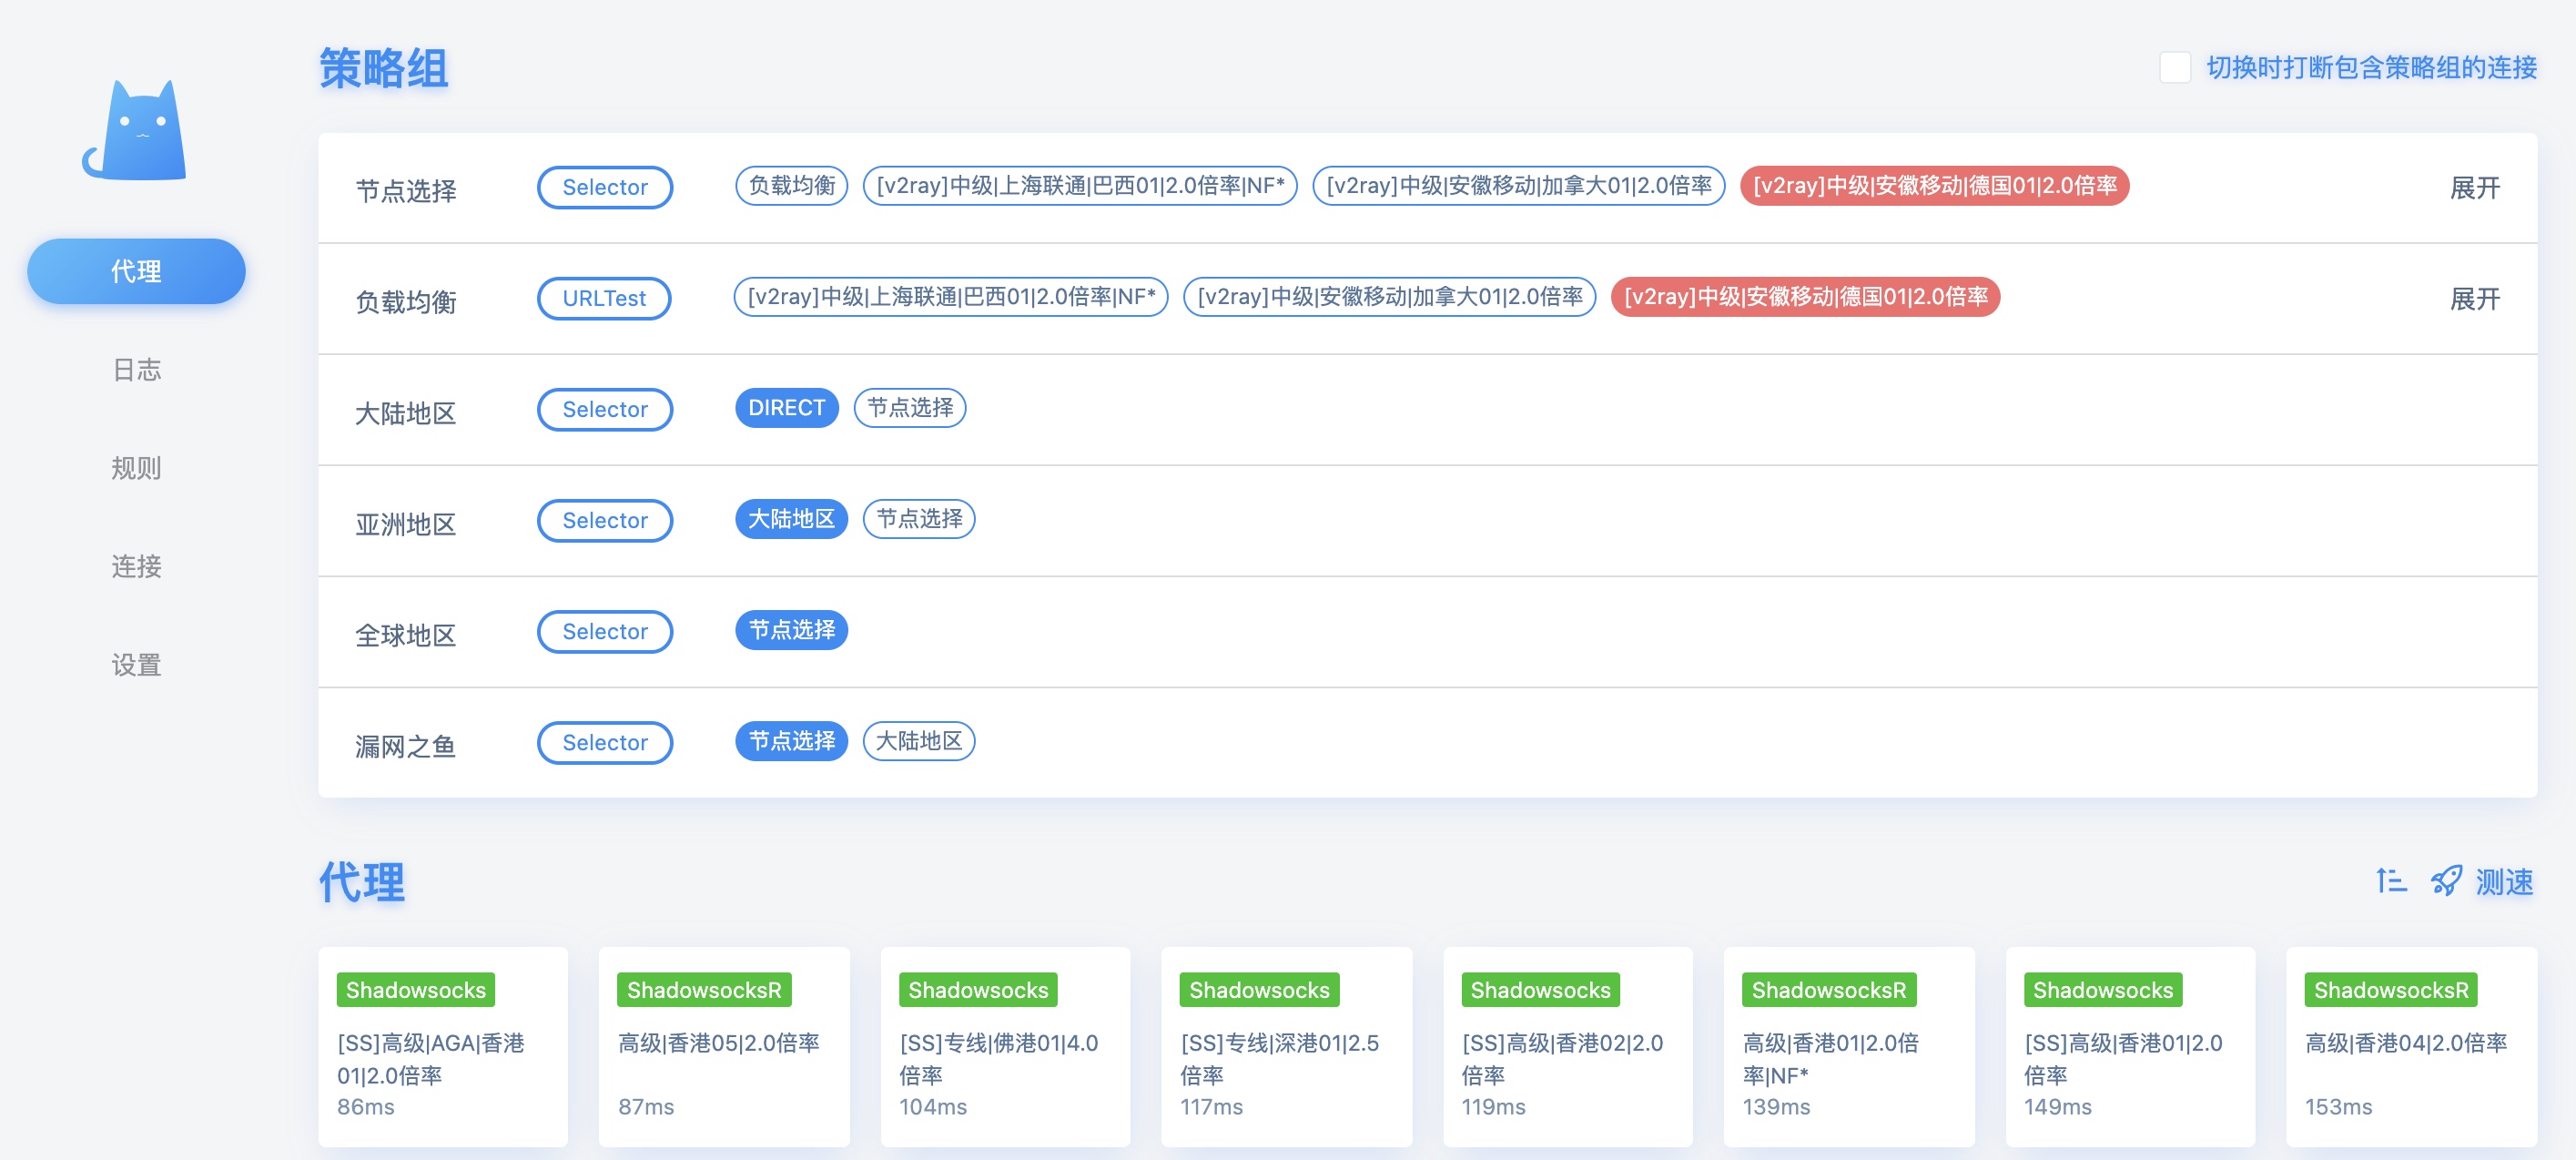 策略组
切换时打断包含策略组的连接
代理
日志
规则
连接
设置
节点选择 Selector 负载均衡 [v2ray]中级|上海联通|巴西01|2.0倍率|NF* [v2ray]中级|安徽移动|加拿大01|2.0倍率 [v2ray]中级|安徽移动|德国01|2.0倍率 展开
负载均衡 URLTest [v2ray]中级|上海联通|巴西01|2.0倍率|NF* [v2ray]中级|安徽移动|加拿大01|2.0倍率 [v2ray]中级|安徽移动|德国01|2.0倍率 展开
大陆地区 Selector DIRECT 节点选择
亚洲地区 Selector 大陆地区 节点选择
全球地区 Selector 节点选择
漏网之鱼 Selector 节点选择 大陆地区
代理
测速
Shadowsocks
[SS]高级|AGA|香港
01|2.0倍率
86ms
ShadowsocksR
高级|香港05|2.0倍率
87ms
Shadowsocks
[SS]专线|佛港01|4.0
倍率
104ms
Shadowsocks
[SS]专线|深港01|2.5
倍率
117ms
Shadowsocks
[SS]高级|香港02|2.0
倍率
119ms
ShadowsocksR
高级|香港01|2.0倍
率|NF*
139ms
Shadowsocks
[SS]高级|香港01|2.0
倍率
149ms
ShadowsocksR
高级|香港04|2.0倍率
153ms